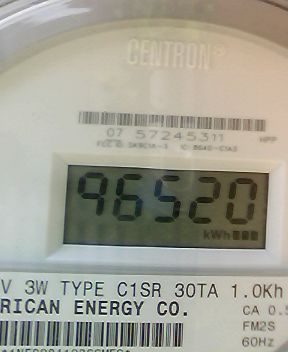 CENTRON®
07 57245311
96520
kWh
V 3W TYPE C1SR 30TA 1.0Kh
RICAN ENERGY CO.
CA 0.5
FM2S
60Hz